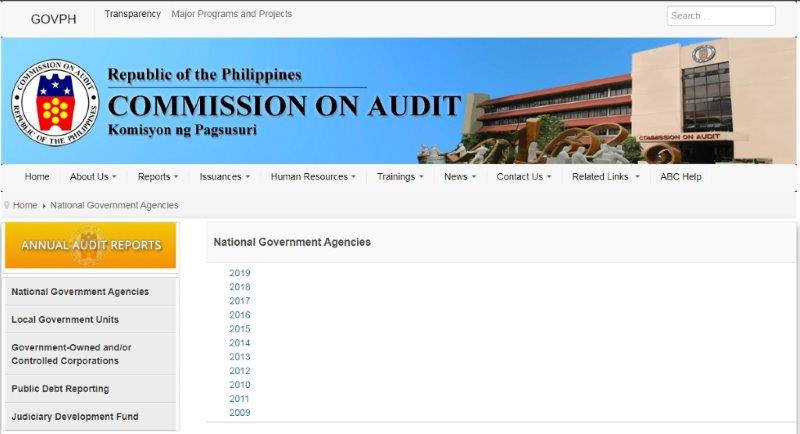 GOVPH
Transparency
Major Programs and Projects
Search ...
COMMISSION ON AUDIT
REPUBLIC OF THE PHILIPPINES
Republic of the Philippines
COMMISSION ON AUDIT
Komisyon ng Pagsusuri
COMMISSION ON AUDIT
Home
About Us
Reports
Issuances
Human Resources
Trainings
News
Contact Us
Related Links
ABC Help
Home
National Government Agencies
ANNUAL AUDIT REPORTS
National Government Agencies
Local Government Units
Government-Owned and/or
Controlled Corporations
Public Debt Reporting
Judiciary Development Fund
National Government Agencies
2019
2018
2017
2016
2015
2014
2013
2012
2010
2011
2009